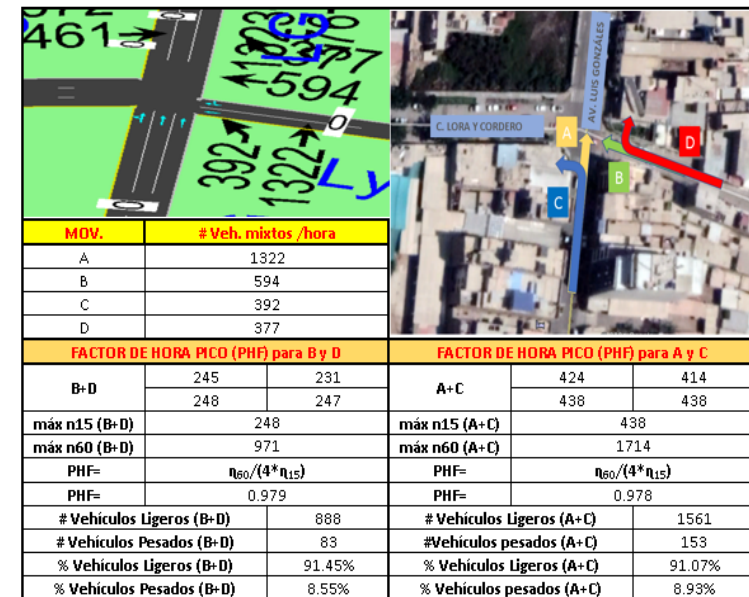 461
594
392
1322
0
0
AV. LUIS GONZÁLES
C. LORA Y CORDERO
A
B
C
D
MOV. # Veh. mixtos /hora
A 1322
B 594
C 392
D 377
FACTOR DE HORA PICO (PHF) para B y D FACTOR DE HORA PICO (PHF) para A y C
B+D 245 231 A+C 424 414
248 247 438 438
máx n15 (B+D) 248 máx n15 (A+C) 438
máx n60 (B+D) 971 máx n60 (A+C) 1714
PHF= η60/(4*η15) PHF= η60/(4*η15)
PHF= 0.979 PHF= 0.978
# Vehículos Ligeros (B+D) 888 # Vehículos Ligeros (A+C) 1561
# Vehículos Pesados (B+D) 83 #Vehículos pesados (A+C) 153
% Vehículos Ligeros (B+D) 91.45% % Vehículos Ligeros (A+C) 91.07%
% Vehículos Pesados (B+D) 8.55% % Vehículos pesados (A+C) 8.93%